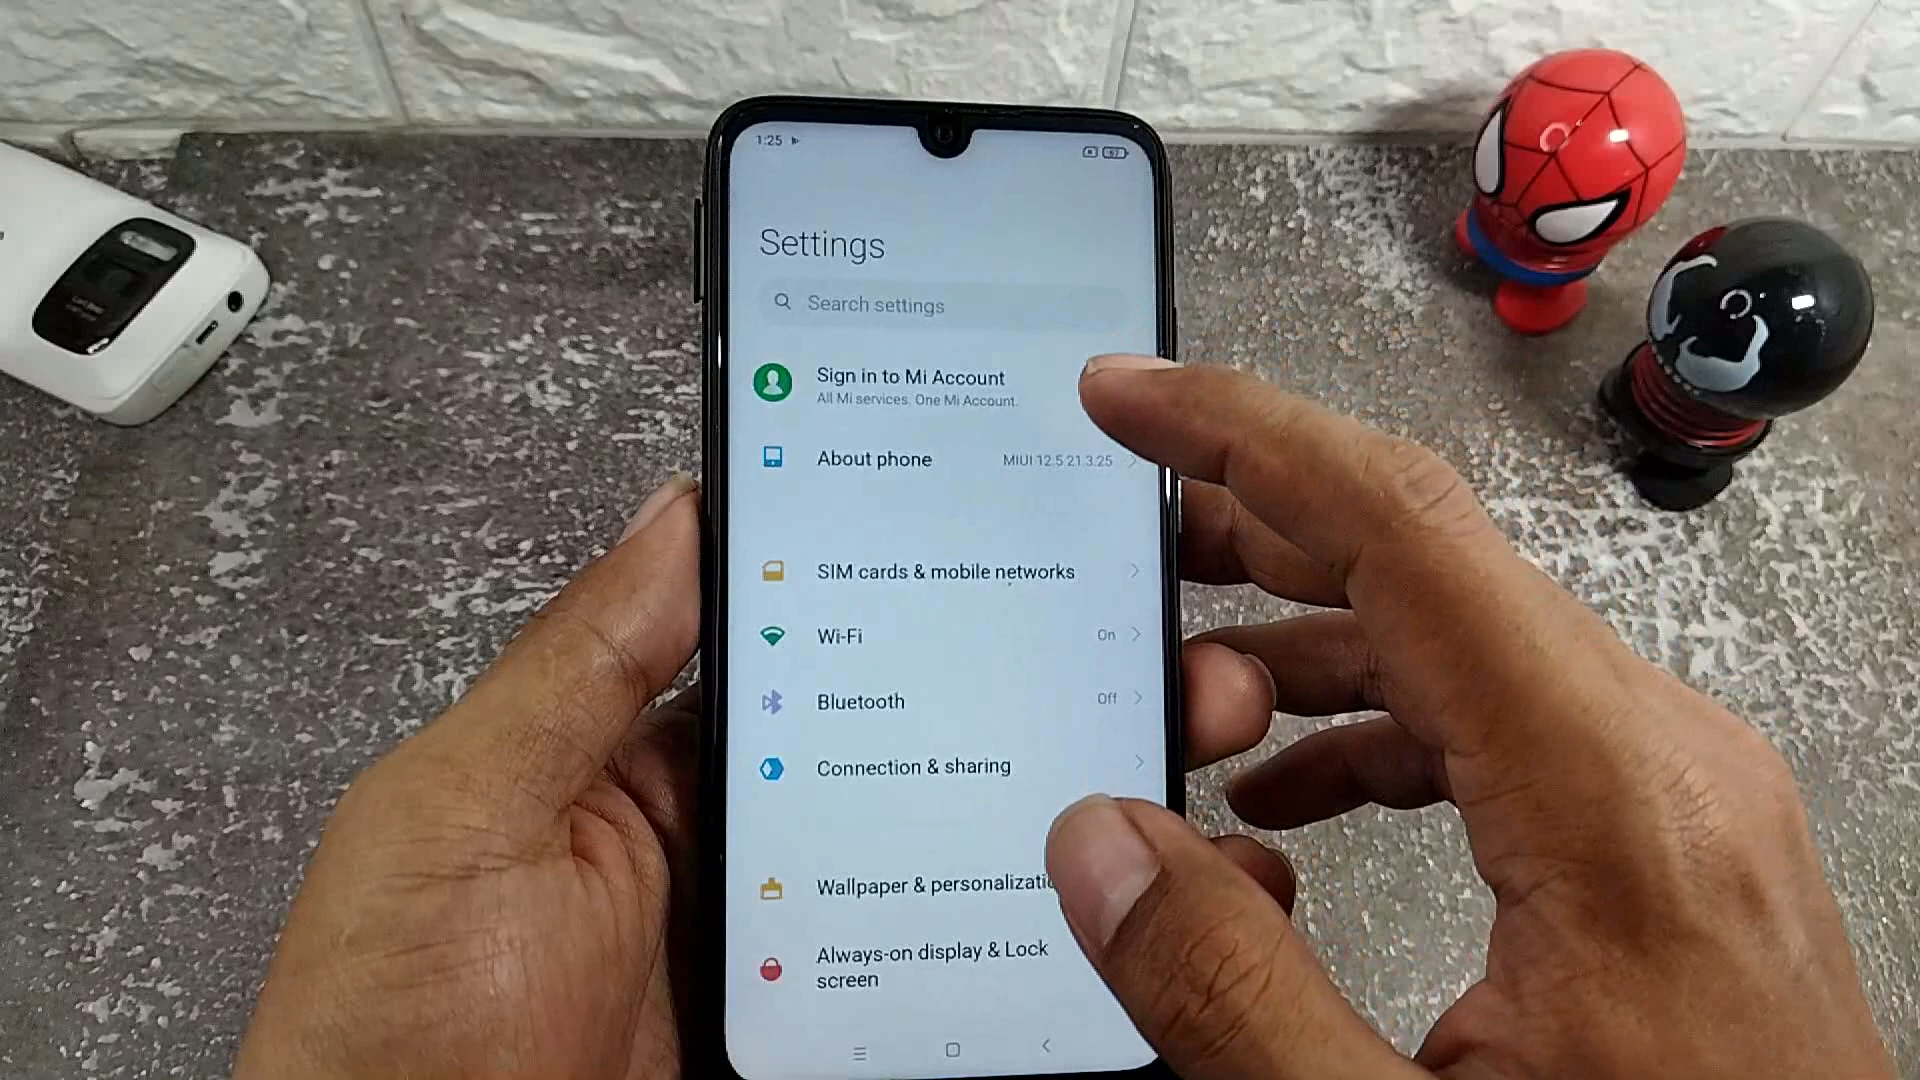 1:25
67
Settings
Search settings
Sign in to Mi Account
All Mi services. One Mi Account.
About phone
MIUI 12.5 21.3.25
SIM cards & mobile networks
Wi-Fi
On
Bluetooth
Off
Connection & sharing
Wallpaper & personalizatio
Always-on display & Lock
screen